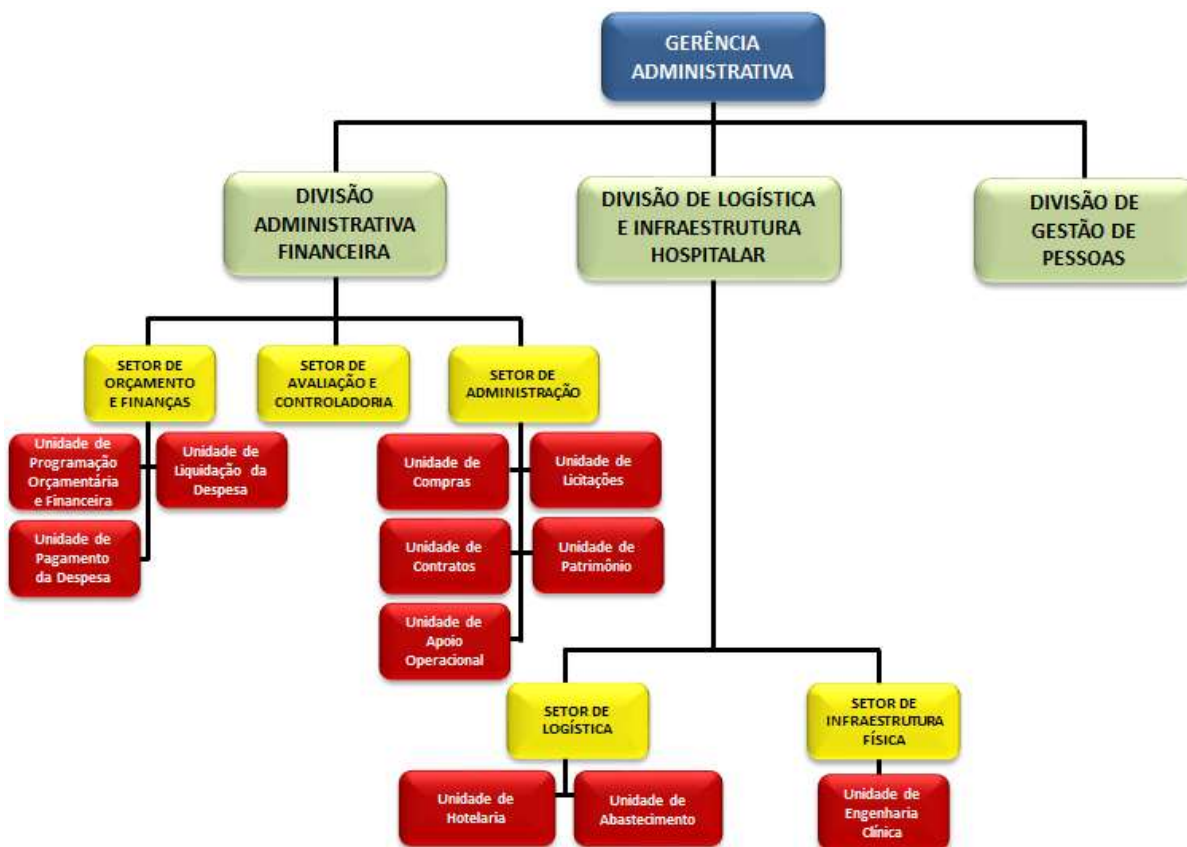 GERÊNCIA
ADMINISTRATIVA
DIVISÃO
ADMINISTRATIVA
FINANCEIRA
DIVISÃO DE LOGÍSTICA
E INFRAESTRUTURA
HOSPITALAR
DIVISÃO DE
GESTÃO DE
PESSOAS
SETOR DE
ORÇAMENTO
E FINANÇAS
SETOR DE
AVALIAÇÃO E
CONTROLADORIA
SETOR DE
ADMINISTRAÇÃO
Unidade de
Programação
Orçamentária
e Financeira
Unidade de
Liquidação da
Despesa
Unidade de
Pagamento
da Despesa
Unidade de
Compras
Unidade de
Licitações
Unidade de
Contratos
Unidade de
Patrimônio
Unidade de
Apoio
Operacional
SETOR DE
LOGÍSTICA
SETOR DE
INFRAESTRUTURA
FÍSICA
Unidade de
Hotelaria
Unidade de
Abastecimento
Unidade de
Engenharia
Clínica